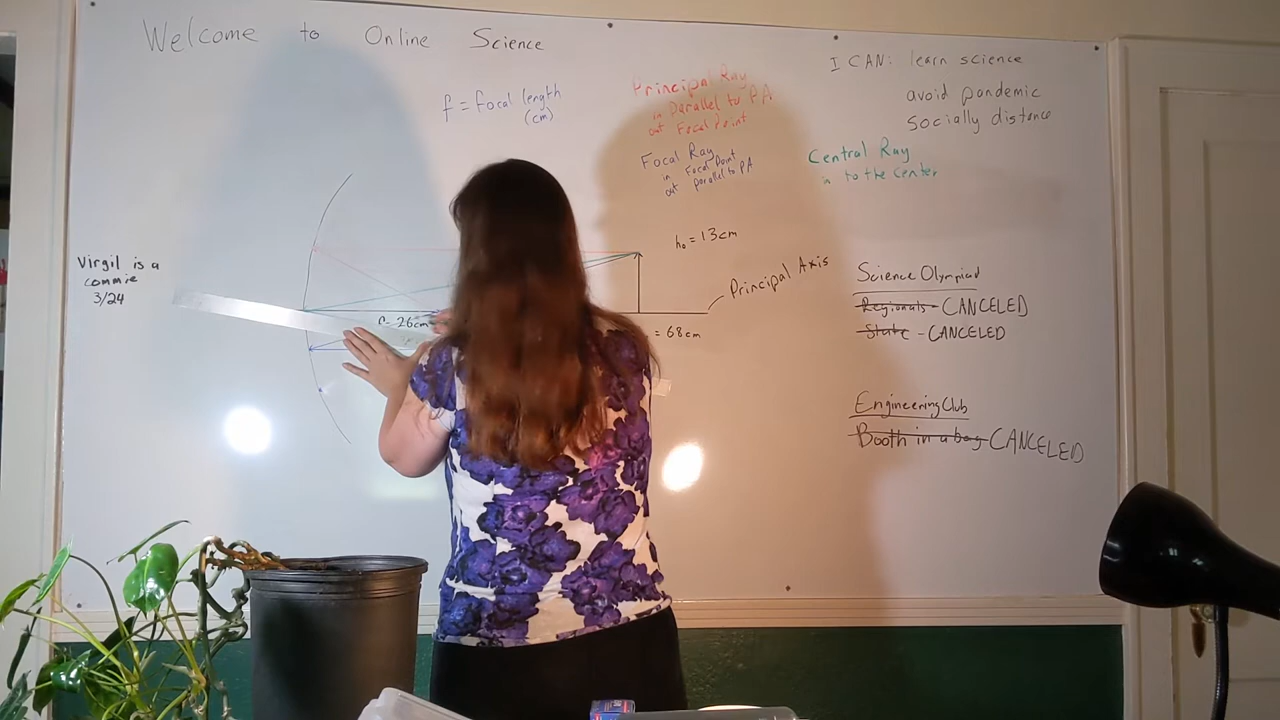 Welcome to Online Science
f = Focal length
(cm)
Principal Ray
in Parallel to PA
out Focal Point
Focal Ray
in Focal Point
out parallel to PA
Central Ray
in to the center
I CAN: learn science
avoid pandemic
socially distance
Virgil is a
commie
3/24
f= 26cm
ho = 13cm
Principal Axis
= 68cm
Science Olympiad
Regionals - CANCELED
State - CANCELED
Engineering Club
Booth in a bag CANCELED